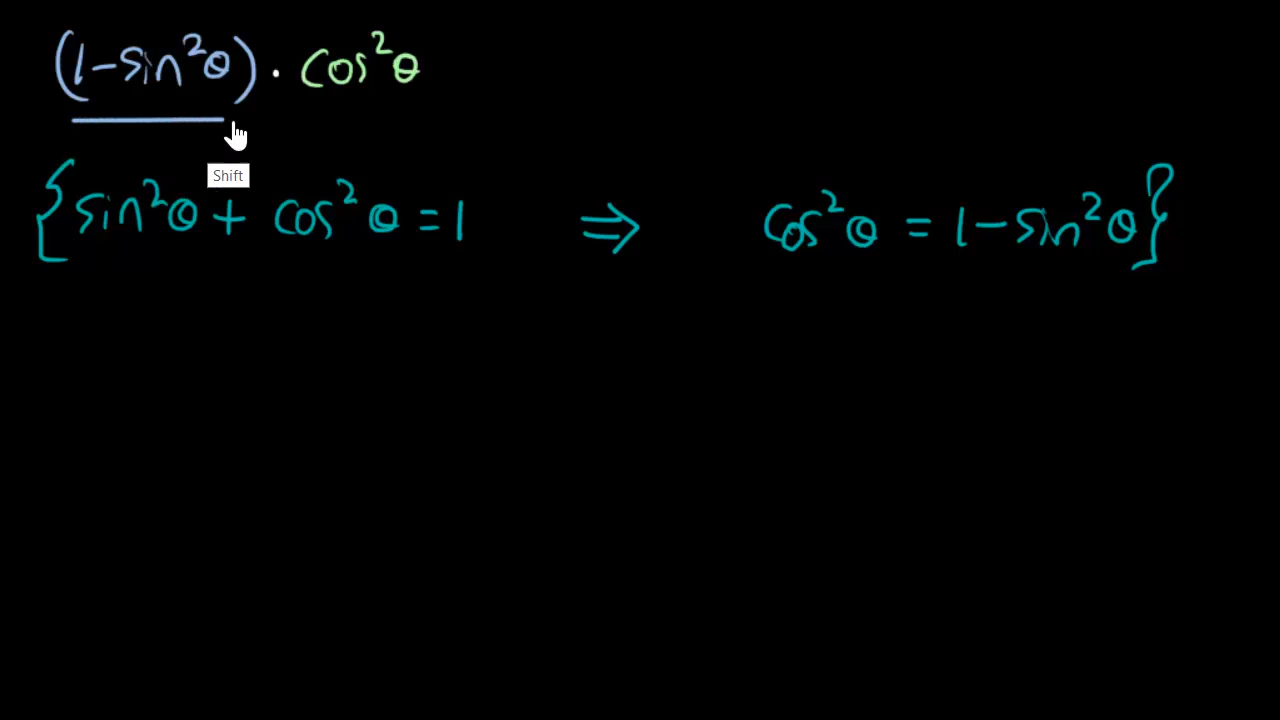 (1-sin²θ) · cos²θ
Shift
{sin²θ + cos²θ = 1 ⇒ cos²θ = 1-sin²θ}